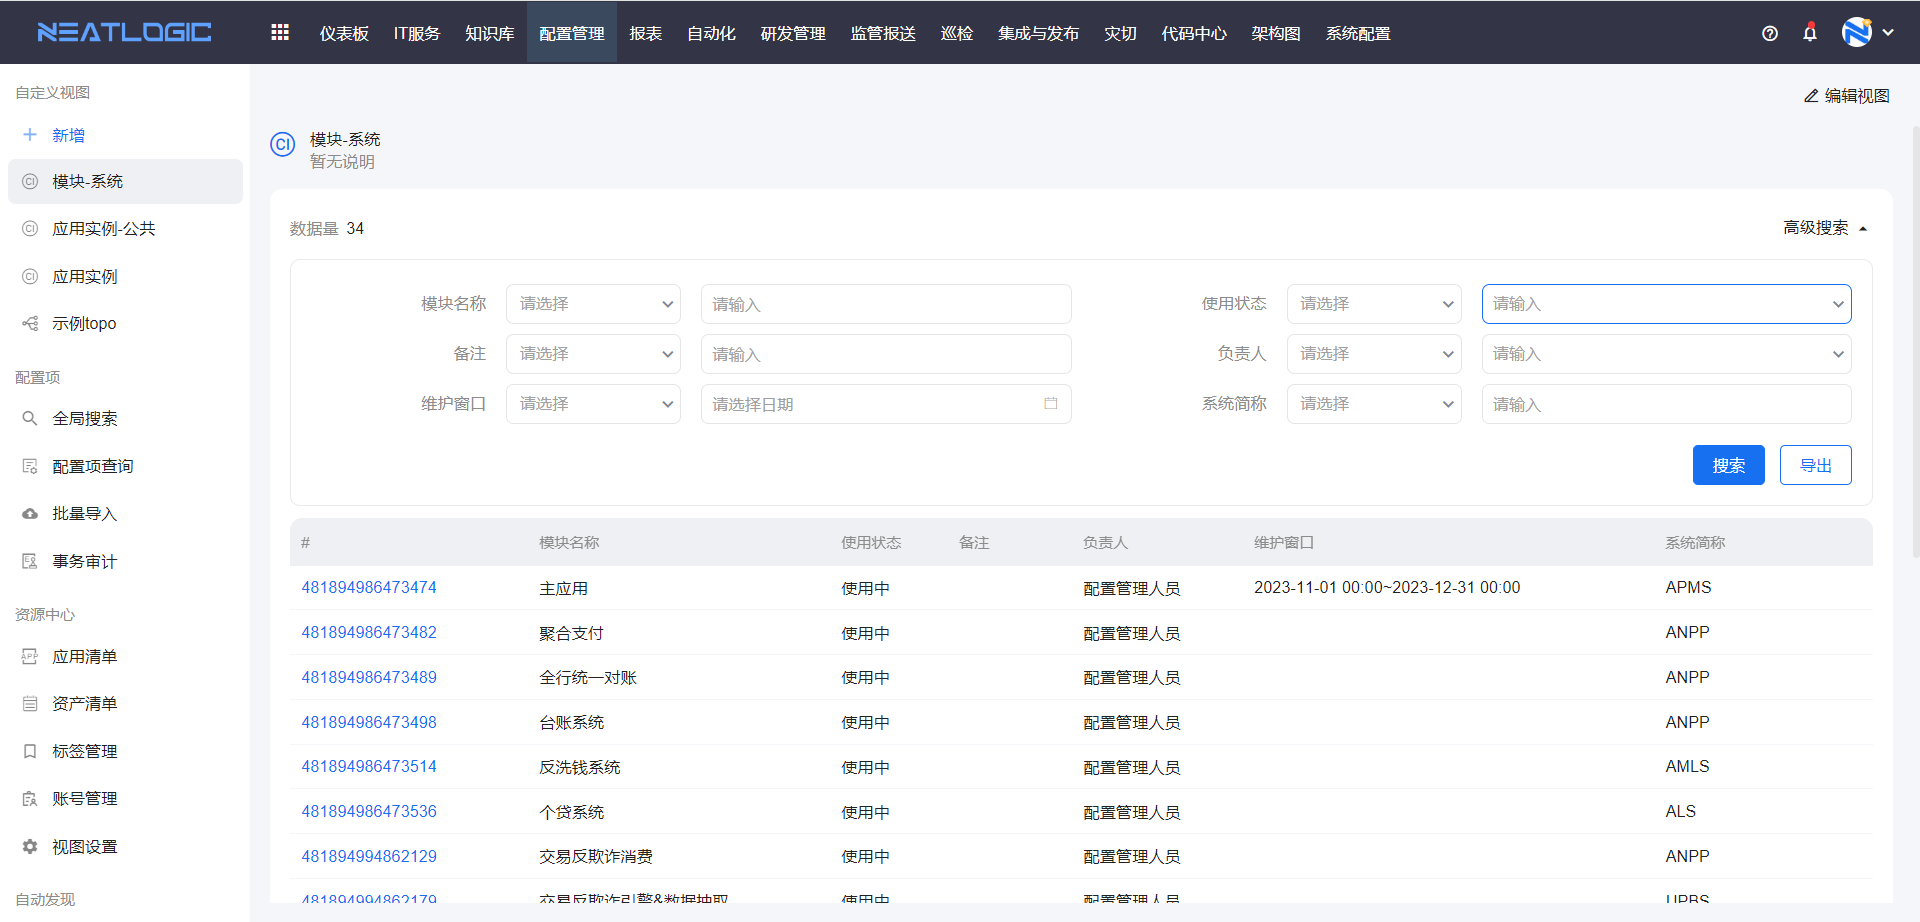 NEATLOGIC
仪表板 IT服务 知识库 配置管理 报表 自动化 研发管理 监管报送 巡检 集成与发布 灾切 代码中心 架构图 系统配置
自定义视图
新增
模块-系统
应用实例-公共
应用实例
示例topo
配置项
全局搜索
配置项查询
批量导入
事务审计
资源中心
应用清单
资产清单
标签管理
账号管理
视图设置
自动发现
编辑视图
模块-系统
暂无说明
数据量 34
高级搜索
模块名称 请选择 请输入 使用状态 请选择 请输入
备注 请选择 请输入 负责人 请选择 请输入
维护窗口 请选择 请选择日期 系统简称 请选择 请输入
搜索 导出
# 模块名称 使用状态 备注 负责人 维护窗口 系统简称
481894986473474 主应用 使用中 配置管理人员 2023-11-01 00:00~2023-12-31 00:00 APMS
481894986473482 聚合支付 使用中 配置管理人员 ANPP
481894986473489 全行统一对账 使用中 配置管理人员 ANPP
481894986473498 台账系统 使用中 配置管理人员 ANPP
481894986473514 反洗钱系统 使用中 配置管理人员 AMLS
481894986473536 个贷系统 使用中 配置管理人员 ALS
481894994862129 交易反欺诈消费 使用中 配置管理人员 ANPP
481894994862179 交易反欺诈引擎&数据抽取 使用中 配置管理人员 UPBS